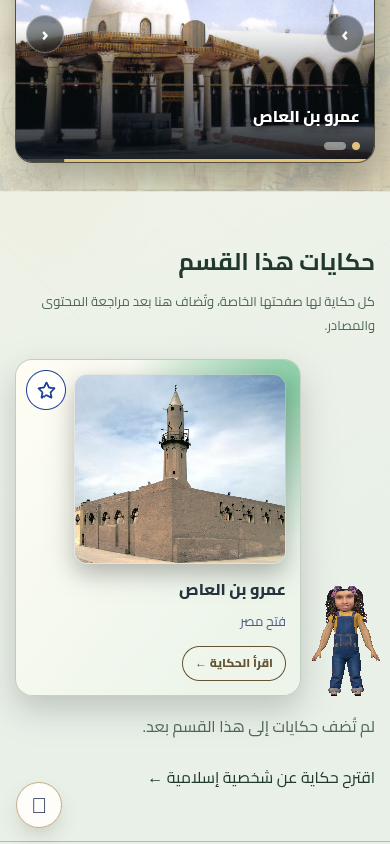 عمرو بن العاص
حكايات هذا القسم
كل حكاية لها صفحتها الخاصة، وتُضاف هنا بعد مراجعة المحتوى
والمصادر.
عمرو بن العاص
فتح مصر
اقرأ الحكاية ←
لم تُضف حكايات إلى هذا القسم بعد.
اقترح حكاية عن شخصية إسلامية ←